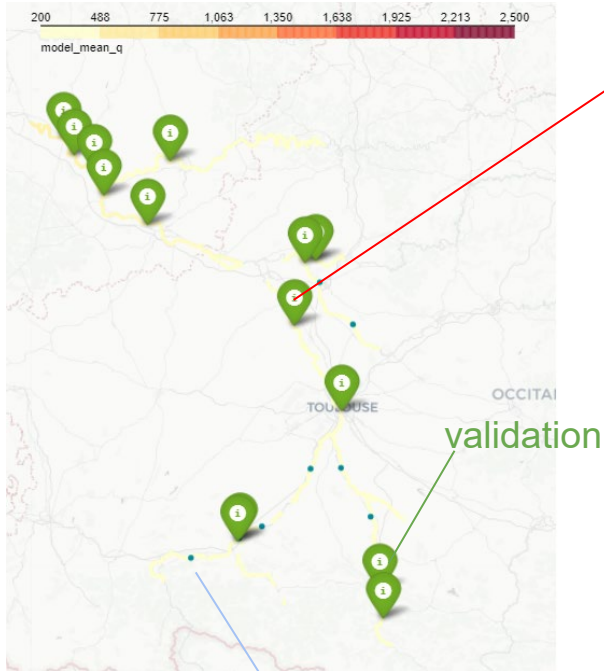 200 488 775 1,063 1,350 1,638 1,925 2,213 2,500
model_mean_q
i
i
i
i
i
i
i
i
i
OCCITA
TOULOUSE
validation
i
i
i